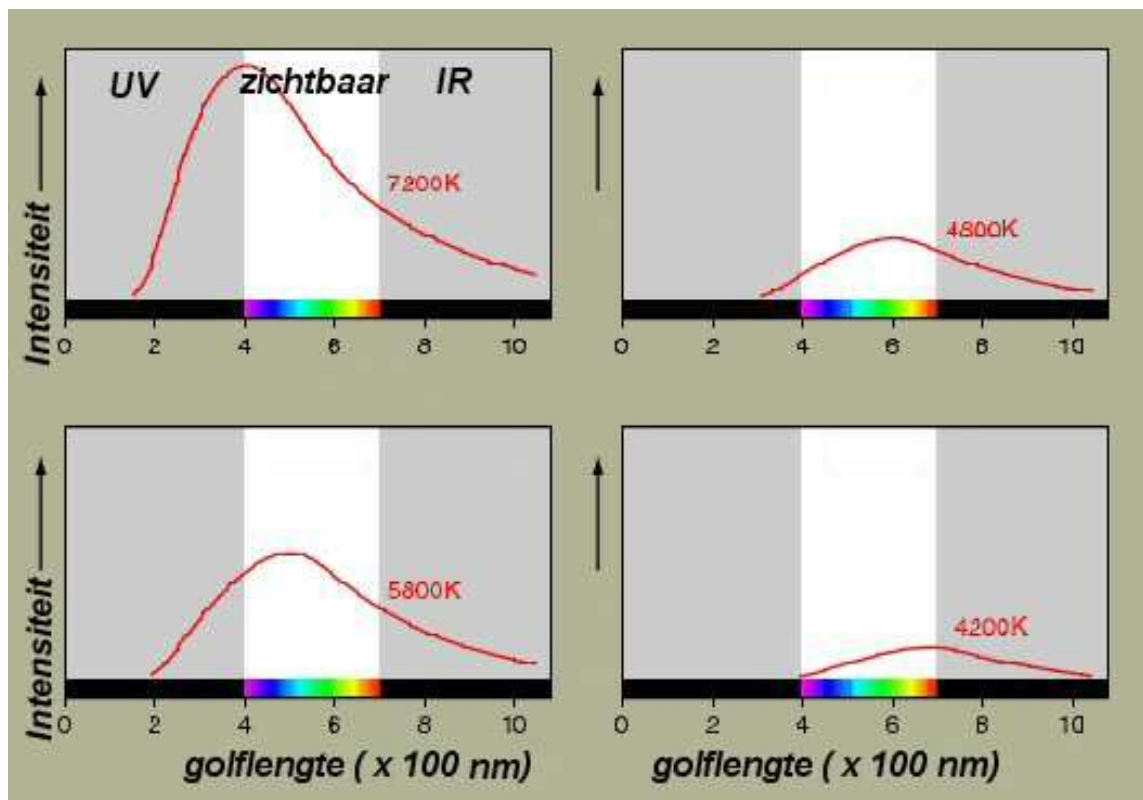 UV zichtbaar IR
7200K
Intensiteit
0 2 4 6 8 10
4800K
0 2 4 6 8 10
5800K
Intensiteit
0 2 4 6 8 10
golflengte ( x 100 nm)
4200K
0 2 4 6 8 10
golflengte ( x 100 nm)